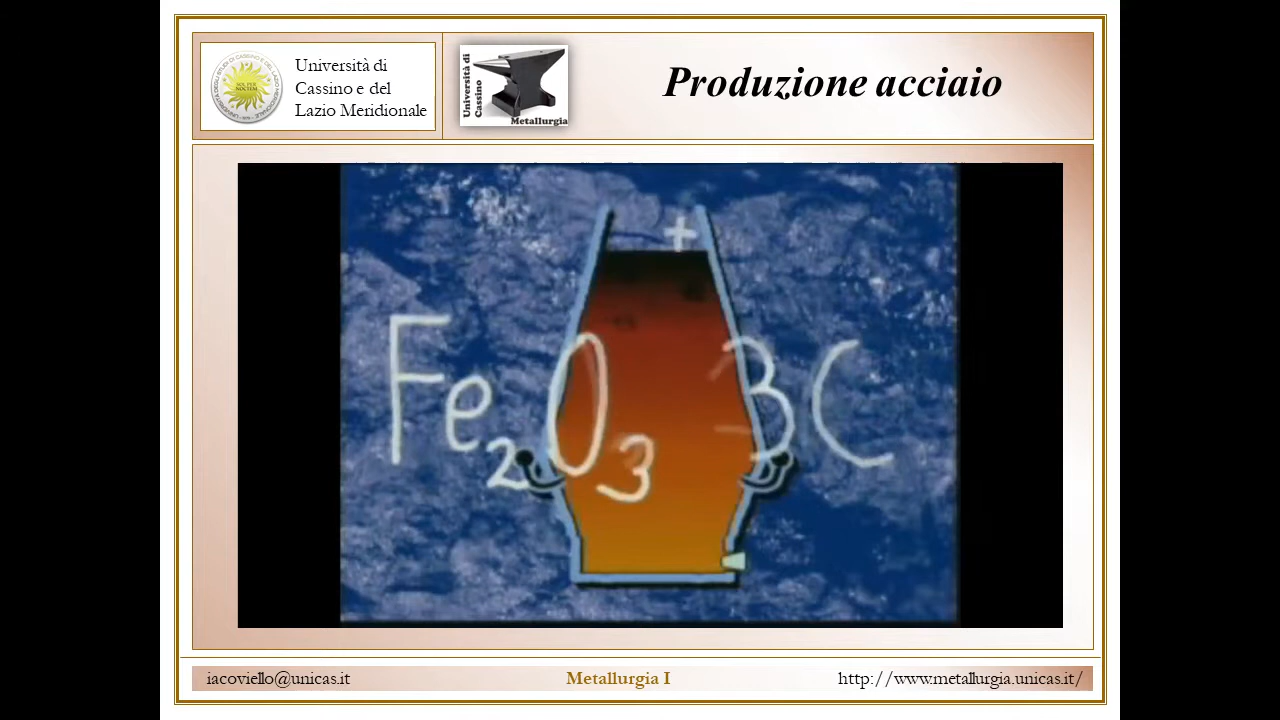 Università di
Cassino e del
Lazio Meridionale
Università di
Cassino
Metallurgia
Produzione acciaio
+
Fe2O3 3C
iacoviello@unicas.it
Metallurgia I
http://www.metallurgia.unicas.it/